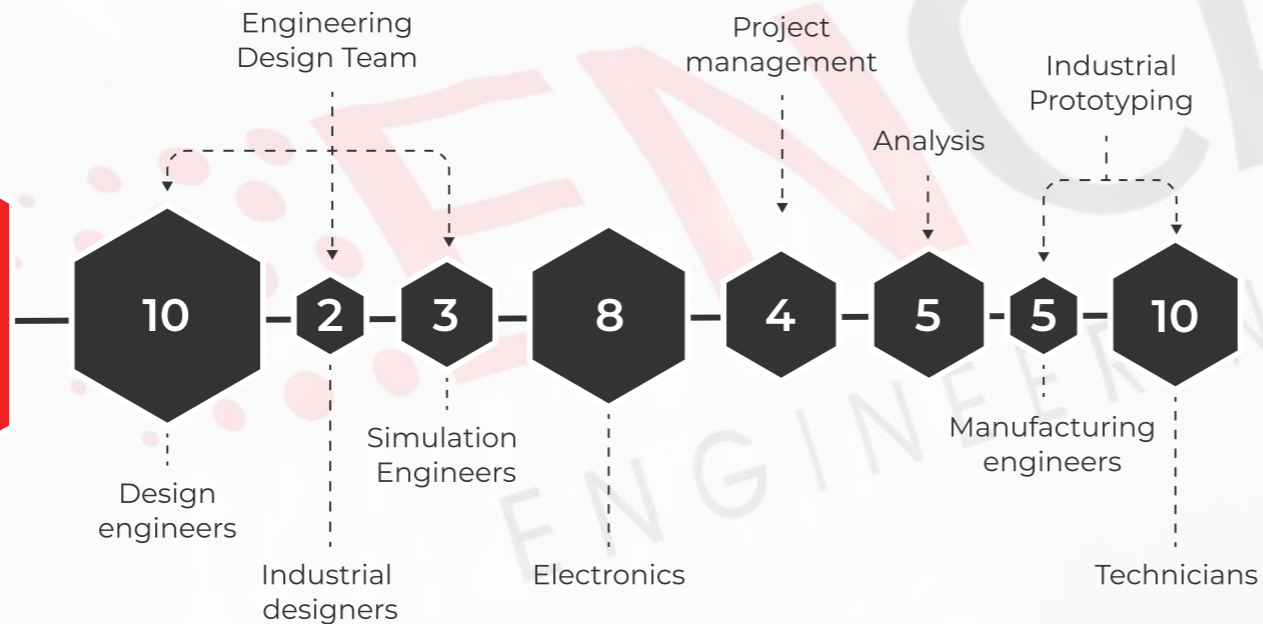 Engineering
Design Team
Project
management
Industrial
Prototyping
Analysis
10
2
3
8
4
5
5
10
Simulation
Engineers
Manufacturing
engineers
Design
engineers
Industrial
designers
Electronics
Technicians